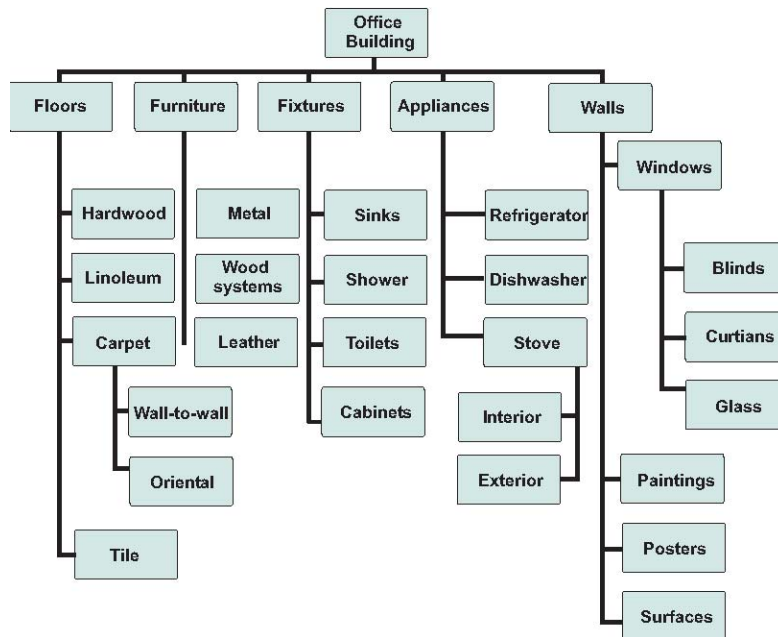 Office
Building
Floors
Furniture
Fixtures
Appliances
Walls
Windows
Hardwood
Metal
Sinks
Refrigerator
Blinds
Linoleum
Wood
systems
Shower
Dishwasher
Curtians
Carpet
Leather
Toilets
Stove
Glass
Wall-to-wall
Cabinets
Interior
Oriental
Exterior
Paintings
Tile
Posters
Surfaces